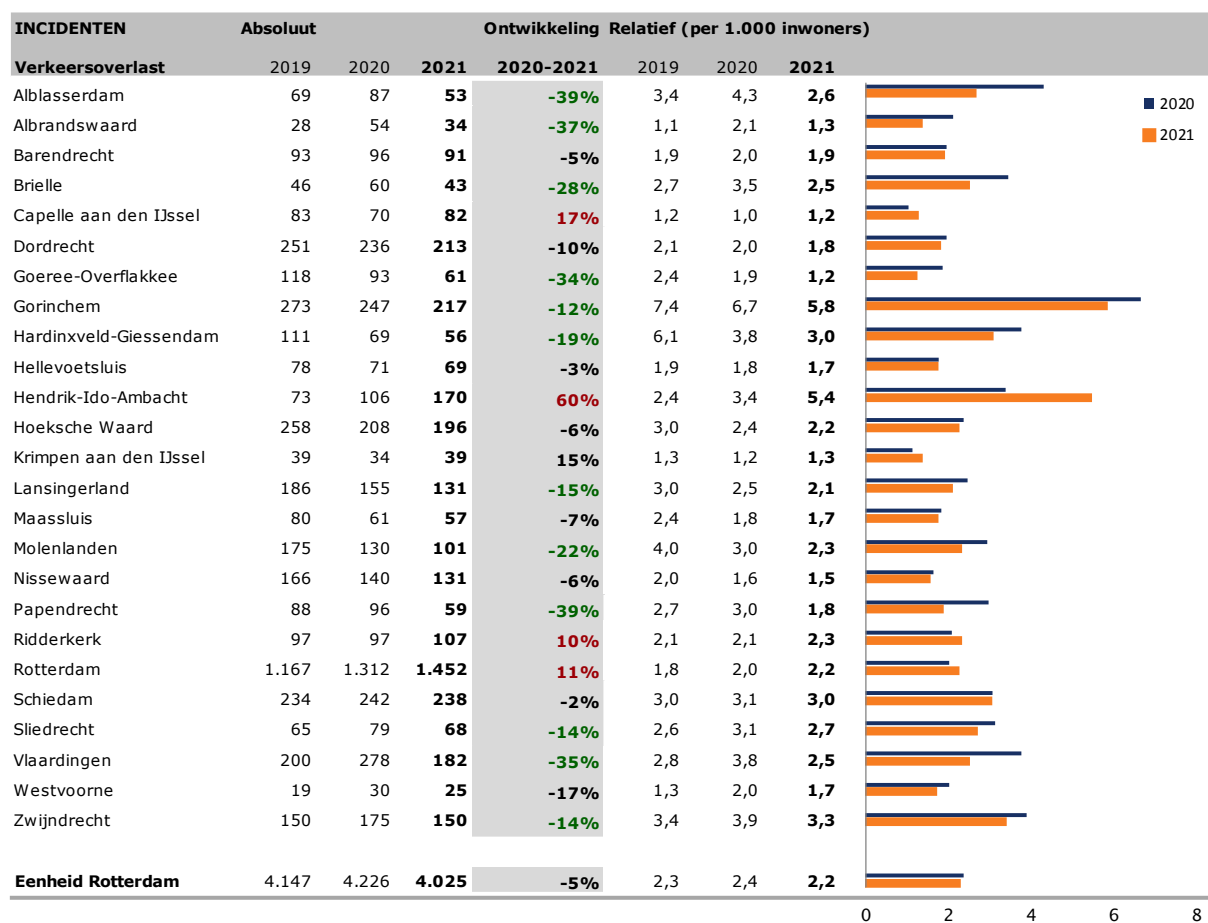 INCIDENTEN Absoluut Ontwikkeling Relatief (per 1.000 inwoners)
Verkeersoverlast 2019 2020 2021 2020-2021 2019 2020 2021
Alblasserdam 69 87 53 -39% 3,4 4,3 2,6
2020
Albrandswaard 28 54 34 -37% 1,1 2,1 1,3
2021
Barendrecht 93 96 91 -5% 1,9 2,0 1,9
Brielle 46 60 43 -28% 2,7 3,5 2,5
Capelle aan den IJssel 83 70 82 17% 1,2 1,0 1,2
Dordrecht 251 236 213 -10% 2,1 2,0 1,8
Goeree-Overflakkee 118 93 61 -34% 2,4 1,9 1,2
Gorinchem 273 247 217 -12% 7,4 6,7 5,8
Hardinxveld-Giessendam 111 69 56 -19% 6,1 3,8 3,0
Hellevoetsluis 78 71 69 -3% 1,9 1,8 1,7
Hendrik-Ido-Ambacht 73 106 170 60% 2,4 3,4 5,4
Hoeksche Waard 258 208 196 -6% 3,0 2,4 2,2
Krimpen aan den IJssel 39 34 39 15% 1,3 1,2 1,3
Lansingerland 186 155 131 -15% 3,0 2,5 2,1
Maassluis 80 61 57 -7% 2,4 1,8 1,7
Molenlanden 175 130 101 -22% 4,0 3,0 2,3
Nissewaard 166 140 131 -6% 2,0 1,6 1,5
Papendrecht 88 96 59 -39% 2,7 3,0 1,8
Ridderkerk 97 97 107 10% 2,1 2,1 2,3
Rotterdam 1.167 1.312 1.452 11% 1,8 2,0 2,2
Schiedam 234 242 238 -2% 3,0 3,1 3,0
Sliedrecht 65 79 68 -14% 2,6 3,1 2,7
Vlaardingen 200 278 182 -35% 2,8 3,8 2,5
Westvoorne 19 30 25 -17% 1,3 2,0 1,7
Zwijndrecht 150 175 150 -14% 3,4 3,9 3,3
Eenheid Rotterdam 4.147 4.226 4.025 -5% 2,3 2,4 2,2
0 2 4 6 8